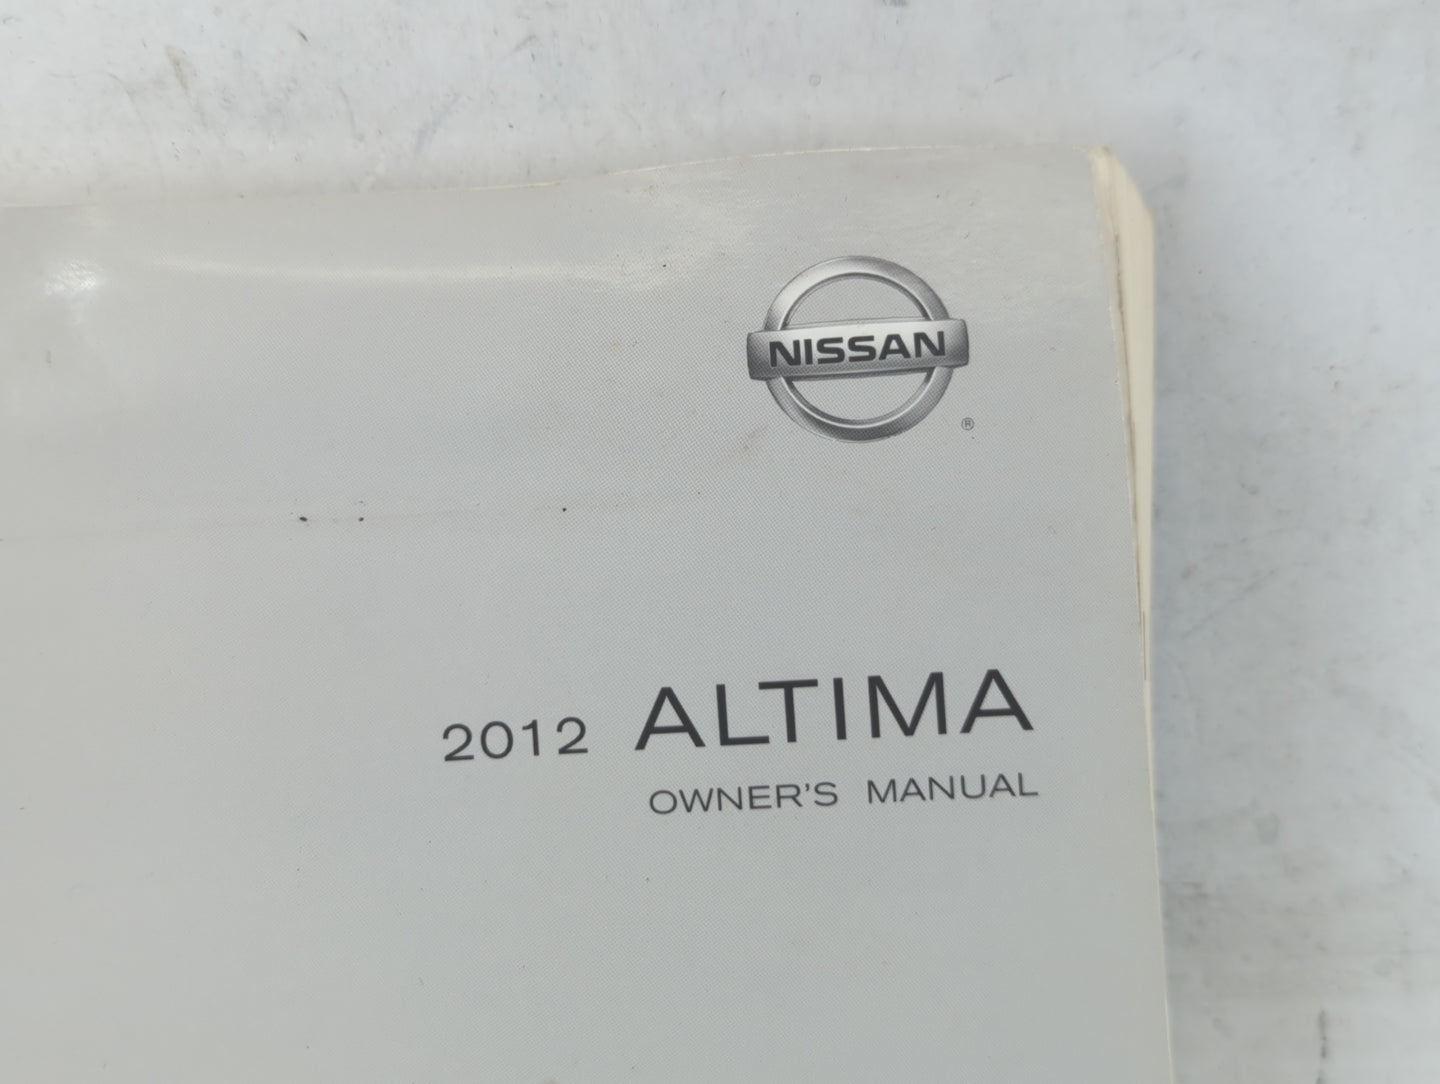 NISSAN
®
2012 ALTIMA
OWNER'S MANUAL